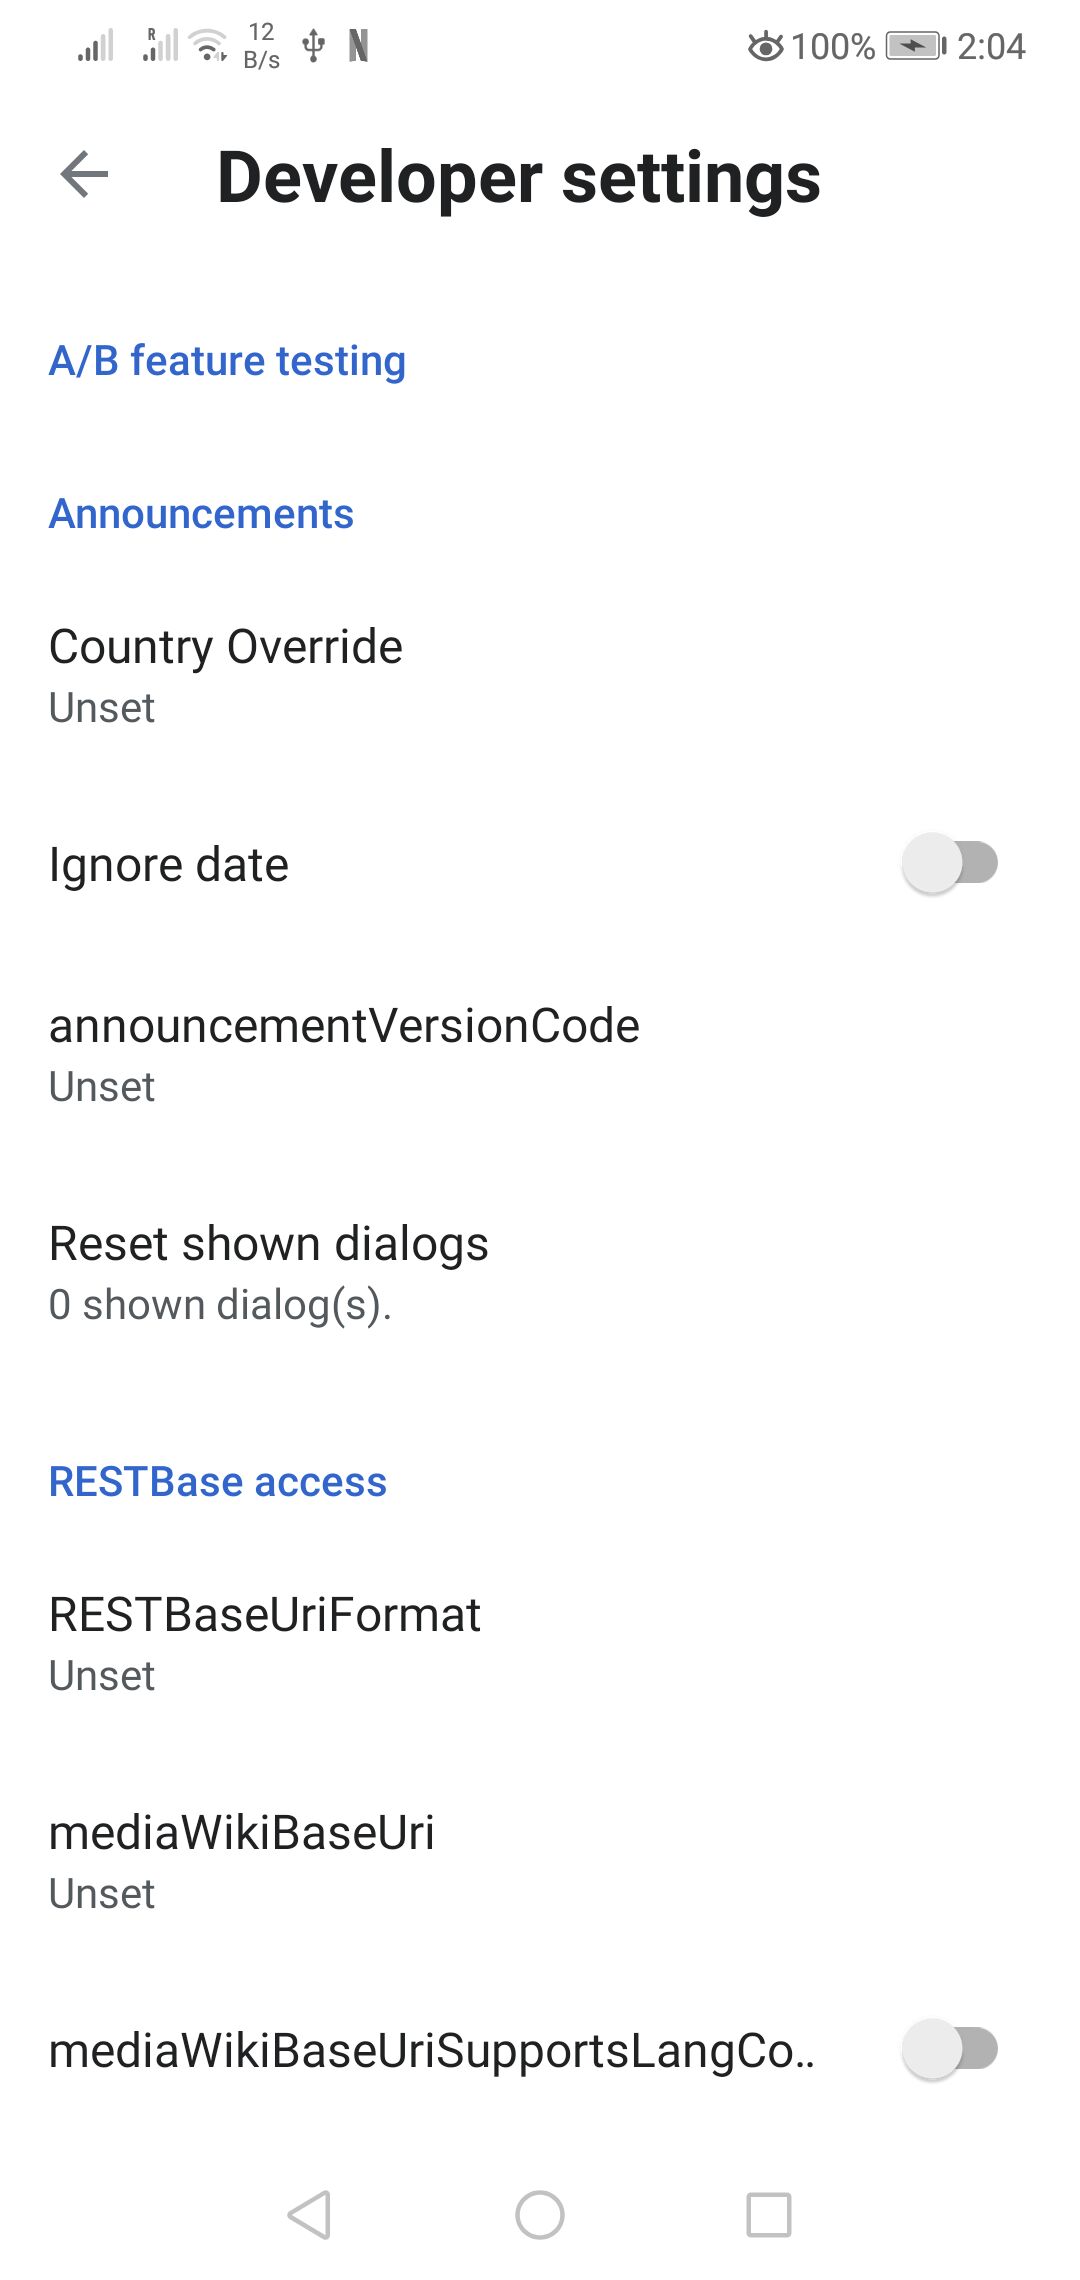 R
12
B/s
100%
2:04
Developer settings
A/B feature testing
Announcements
Country Override
Unset
Ignore date
announcementVersionCode
Unset
Reset shown dialogs
0 shown dialog(s).
RESTBase access
RESTBaseUriFormat
Unset
mediaWikiBaseUri
Unset
mediaWikiBaseUriSupportsLangCo..